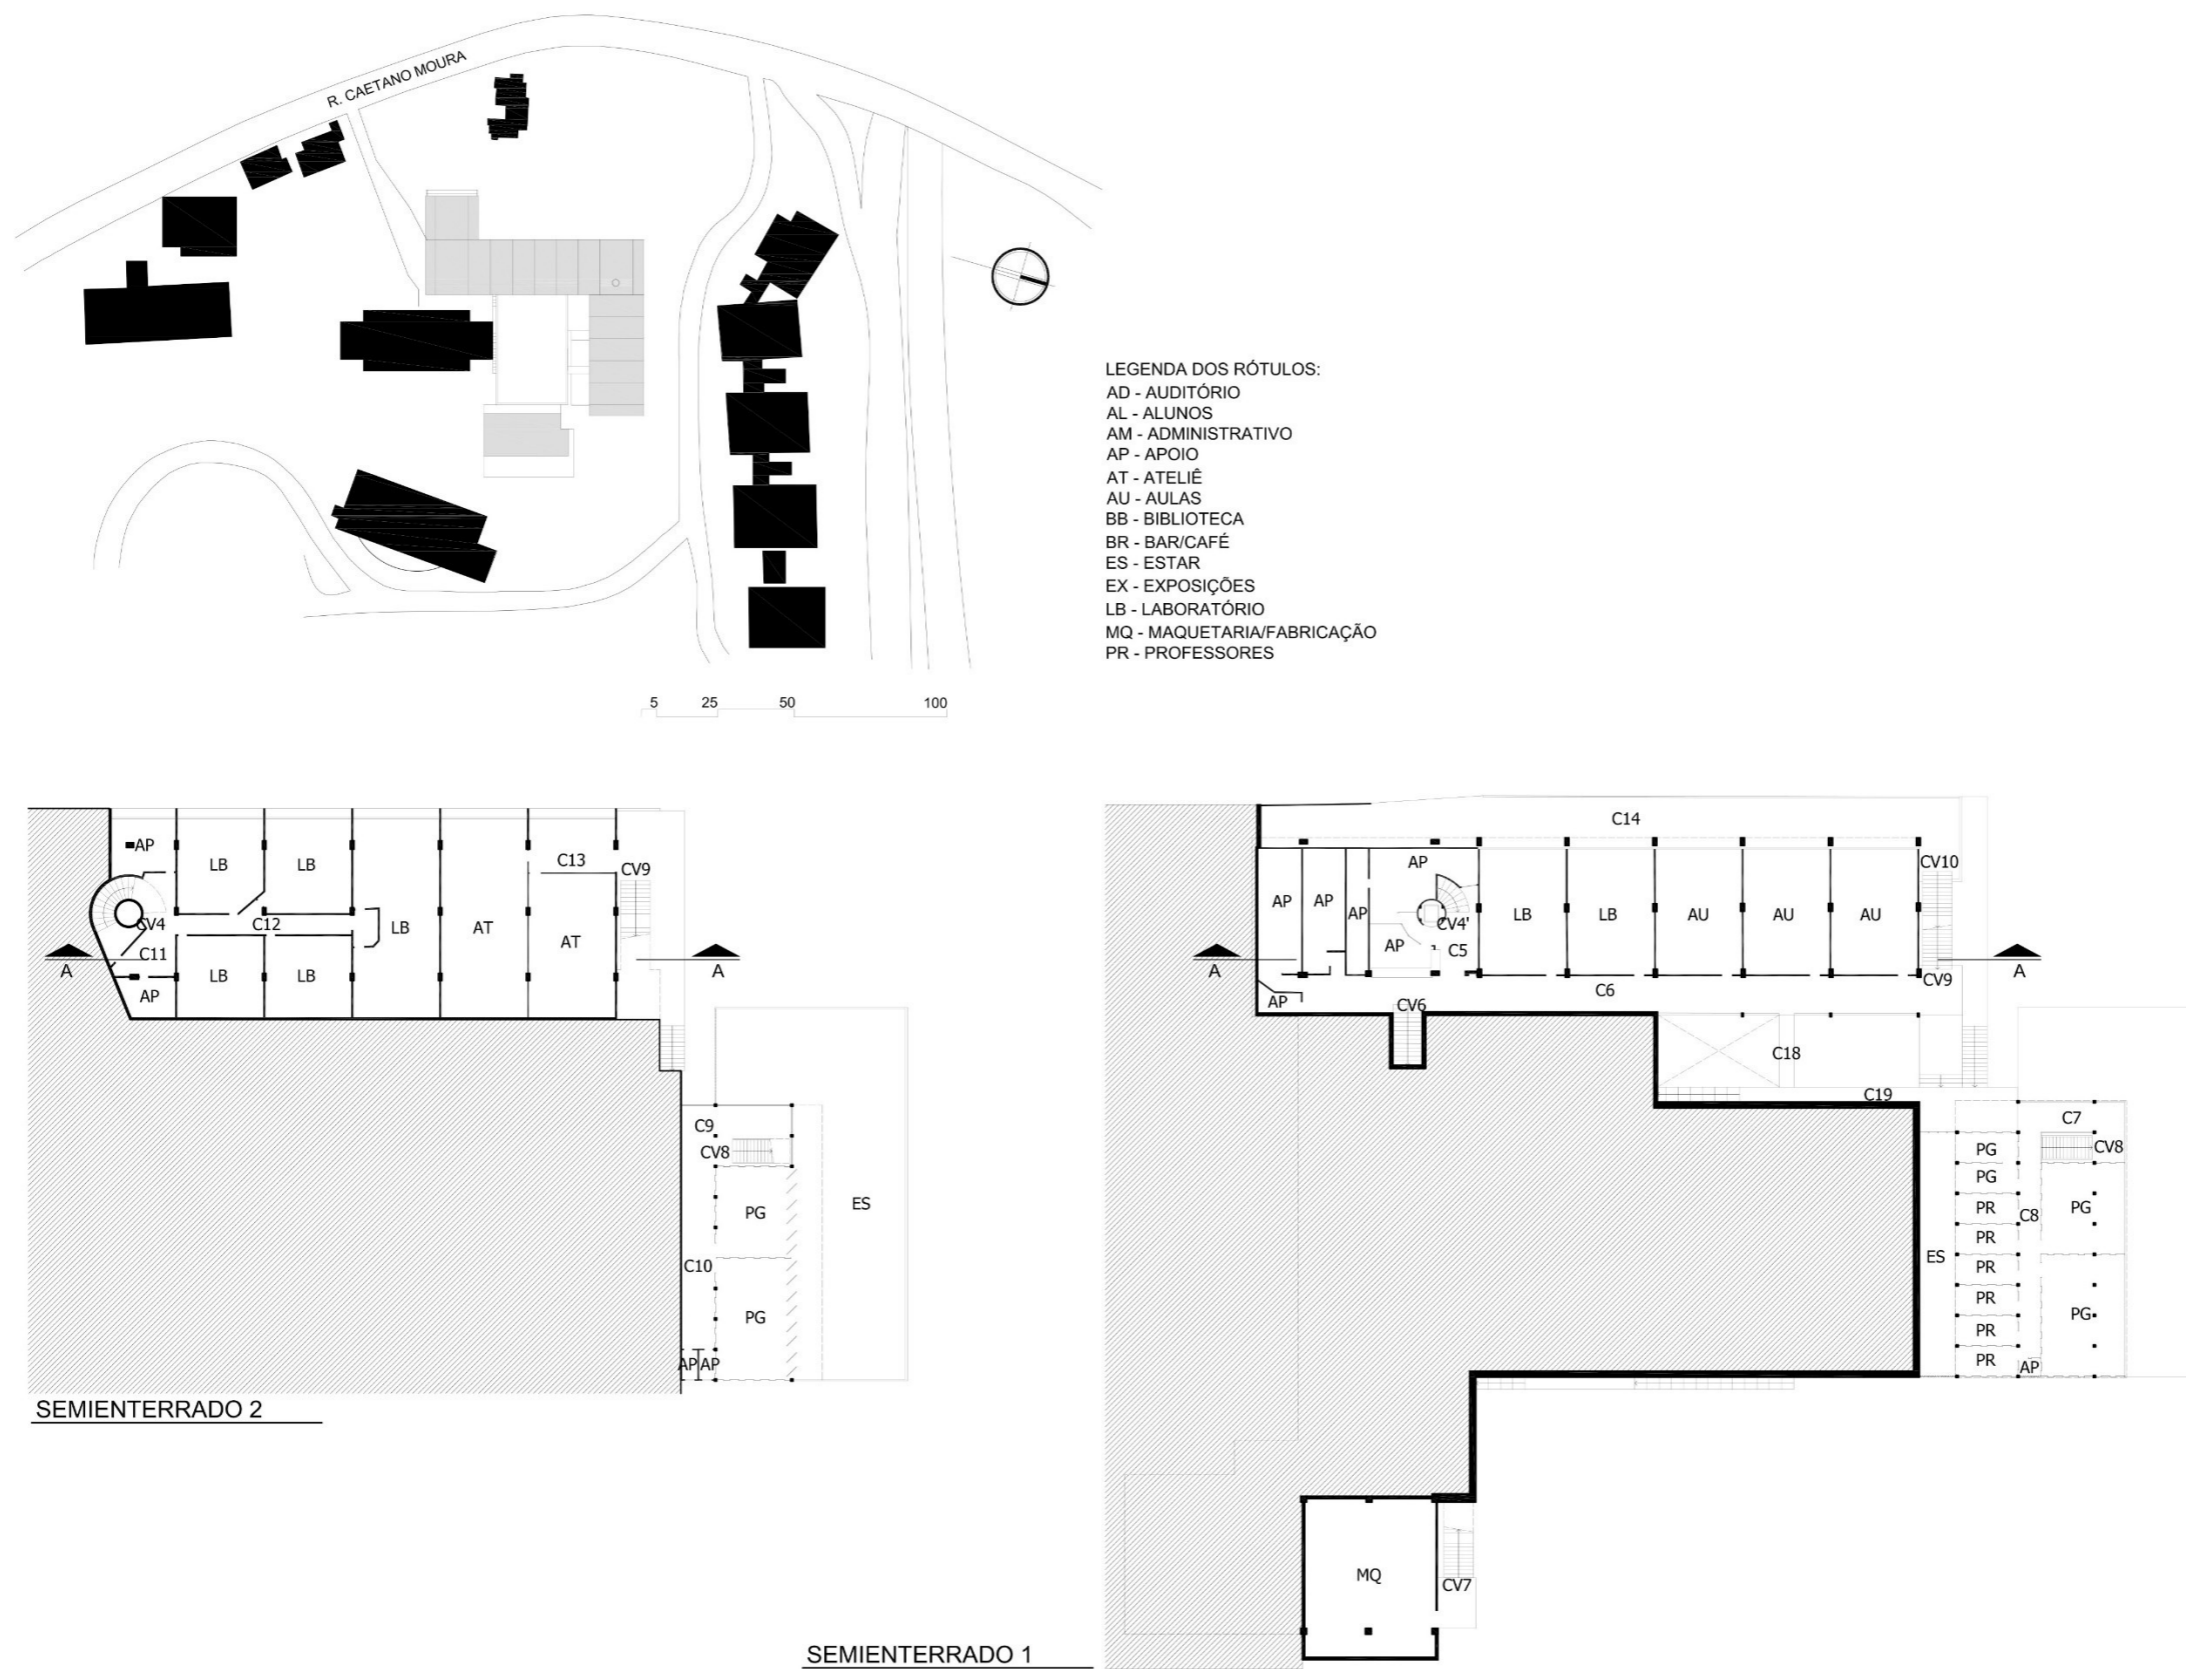 R. CAETANO MOURA
LEGENDA DOS RÓTULOS:
AD - AUDITÓRIO
AL - ALUNOS
AM - ADMINISTRATIVO
AP - APOIO
AT - ATELIÊ
AU - AULAS
BB - BIBLIOTECA
BR - BAR/CAFÉ
ES - ESTAR
EX - EXPOSIÇÕES
LB - LABORATÓRIO
MQ - MAQUETARIA/FABRICAÇÃO
PR - PROFESSORES
5 25 50 100
AP
LB LB
C13
CV9
CV4
C12
LB
AT
AT
C11
A
A
LB LB
AP
C9
CV8
PG
ES
C10
PG
AP AP
SEMIENTERRADO 2
C14
AP
CV10
AP AP AP
LB LB AU AU AU
CV4'
AP
C5
A
A
CV9
C6
AP
CV6
C18
C19
C7
PG
CV8
PG
PR
C8
PG
PR
ES
PR
PR
PG
PR
PR
AP
MQ
CV7
SEMIENTERRADO 1